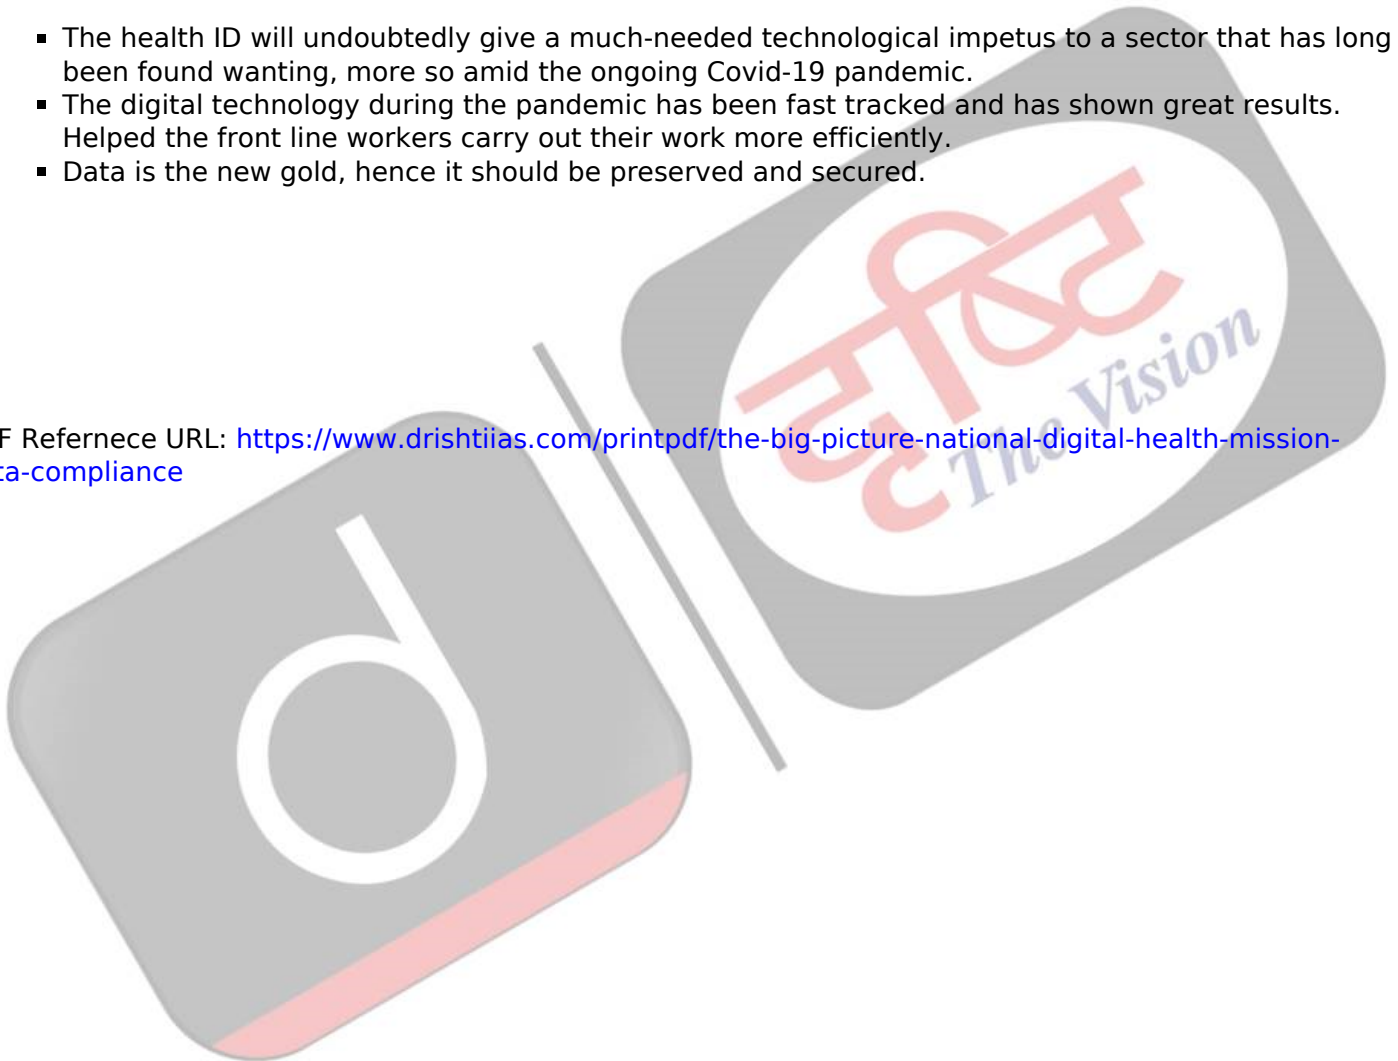 ▪ The health ID will undoubtedly give a much-needed technological impetus to a sector that has long
been found wanting, more so amid the ongoing Covid-19 pandemic.
▪ The digital technology during the pandemic has been fast tracked and has shown great results.
Helped the front line workers carry out their work more efficiently.
▪ Data is the new gold, hence it should be preserved and secured.
दृष्टि
The Vision
F Refernece URL: https://www.drishtiias.com/printpdf/the-big-picture-national-digital-health-mission-
ta-compliance
d